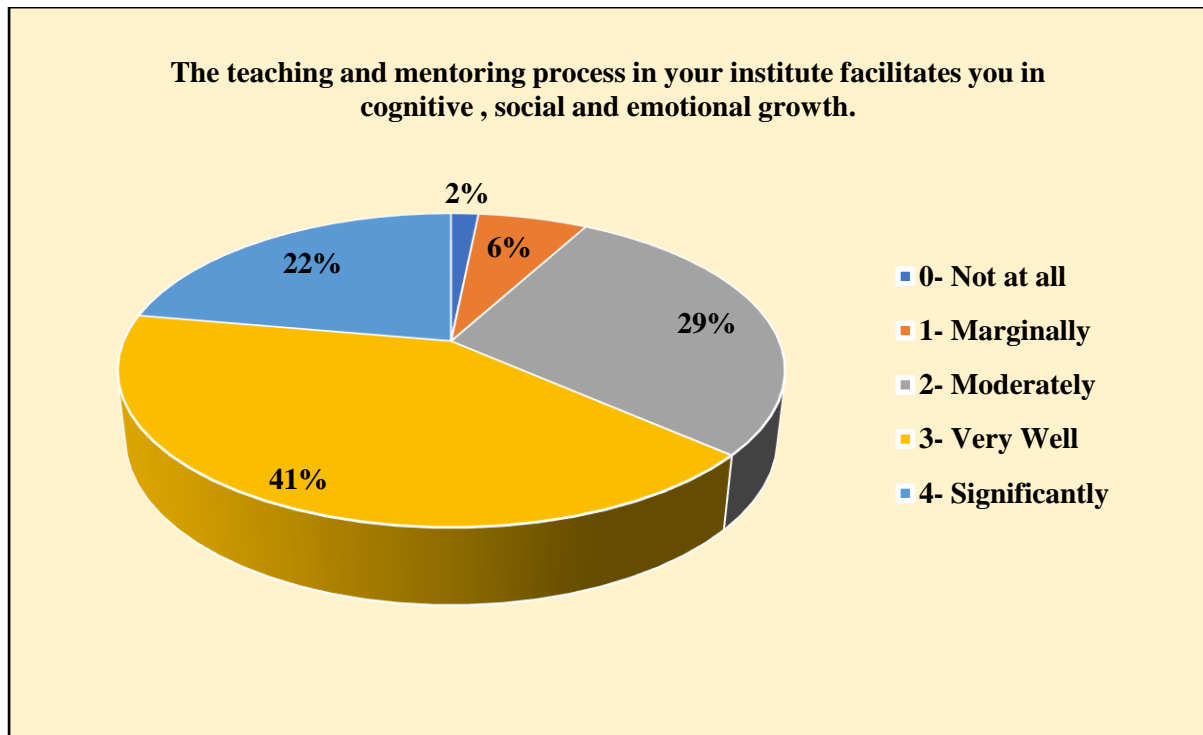 The teaching and mentoring process in your institute facilitates you in
cognitive , social and emotional growth.
2%
6%
22%
29%
41%
0- Not at all
1- Marginally
2- Moderately
3- Very Well
4- Significantly